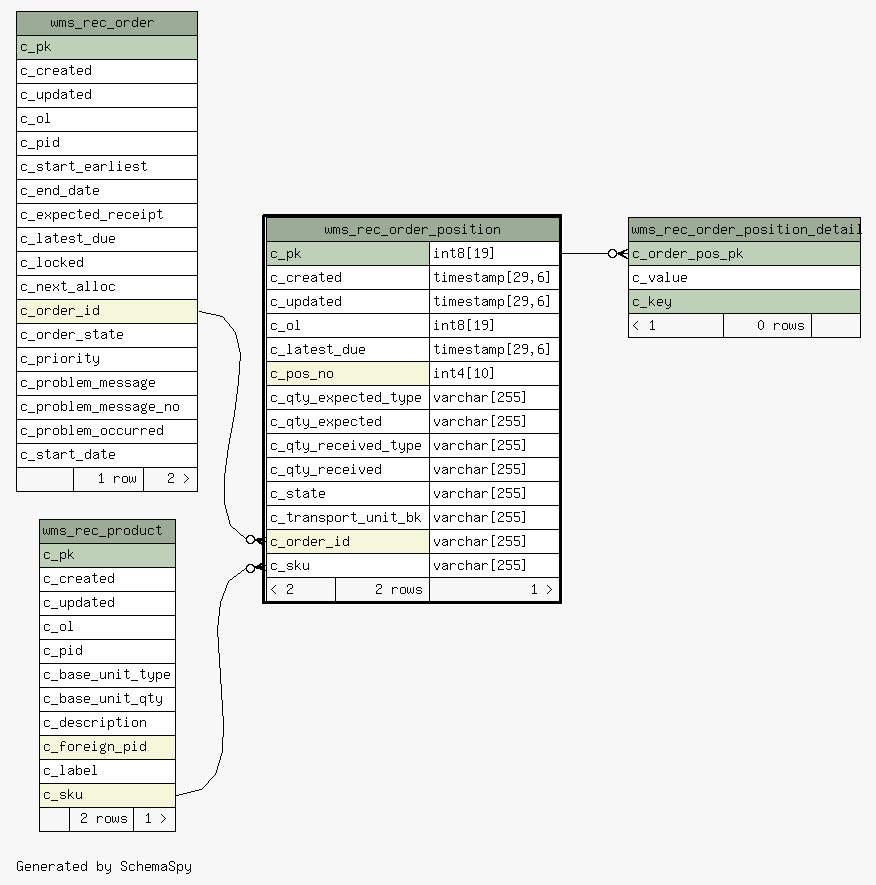 wms_rec_order
c_pk
c_created
c_updated
c_ol
c_pid
c_start_earliest
c_end_date
c_expected_receipt
c_latest_due
c_locked
c_next_alloc
c_order_id
c_order_state
c_priority
c_problem_message
c_problem_message_no
c_problem_occurred
c_start_date
1 row 2 >
wms_rec_product
c_pk
c_created
c_updated
c_ol
c_pid
c_base_unit_type
c_base_unit_qty
c_description
c_foreign_pid
c_label
c_sku
2 rows 1 >
wms_rec_order_position
c_pk int8[19]
c_created timestamp[29,6]
c_updated timestamp[29,6]
c_ol int8[19]
c_latest_due timestamp[29,6]
c_pos_no int4[10]
c_qty_expected_type varchar[255]
c_qty_expected varchar[255]
c_qty_received_type varchar[255]
c_qty_received varchar[255]
c_state varchar[255]
c_transport_unit_bk varchar[255]
c_order_id varchar[255]
c_sku varchar[255]
< 2 2 rows 1 >
wms_rec_order_position_detail
c_order_pos_pk
c_value
c_key
< 1 0 rows
Generated by SchemaSpy